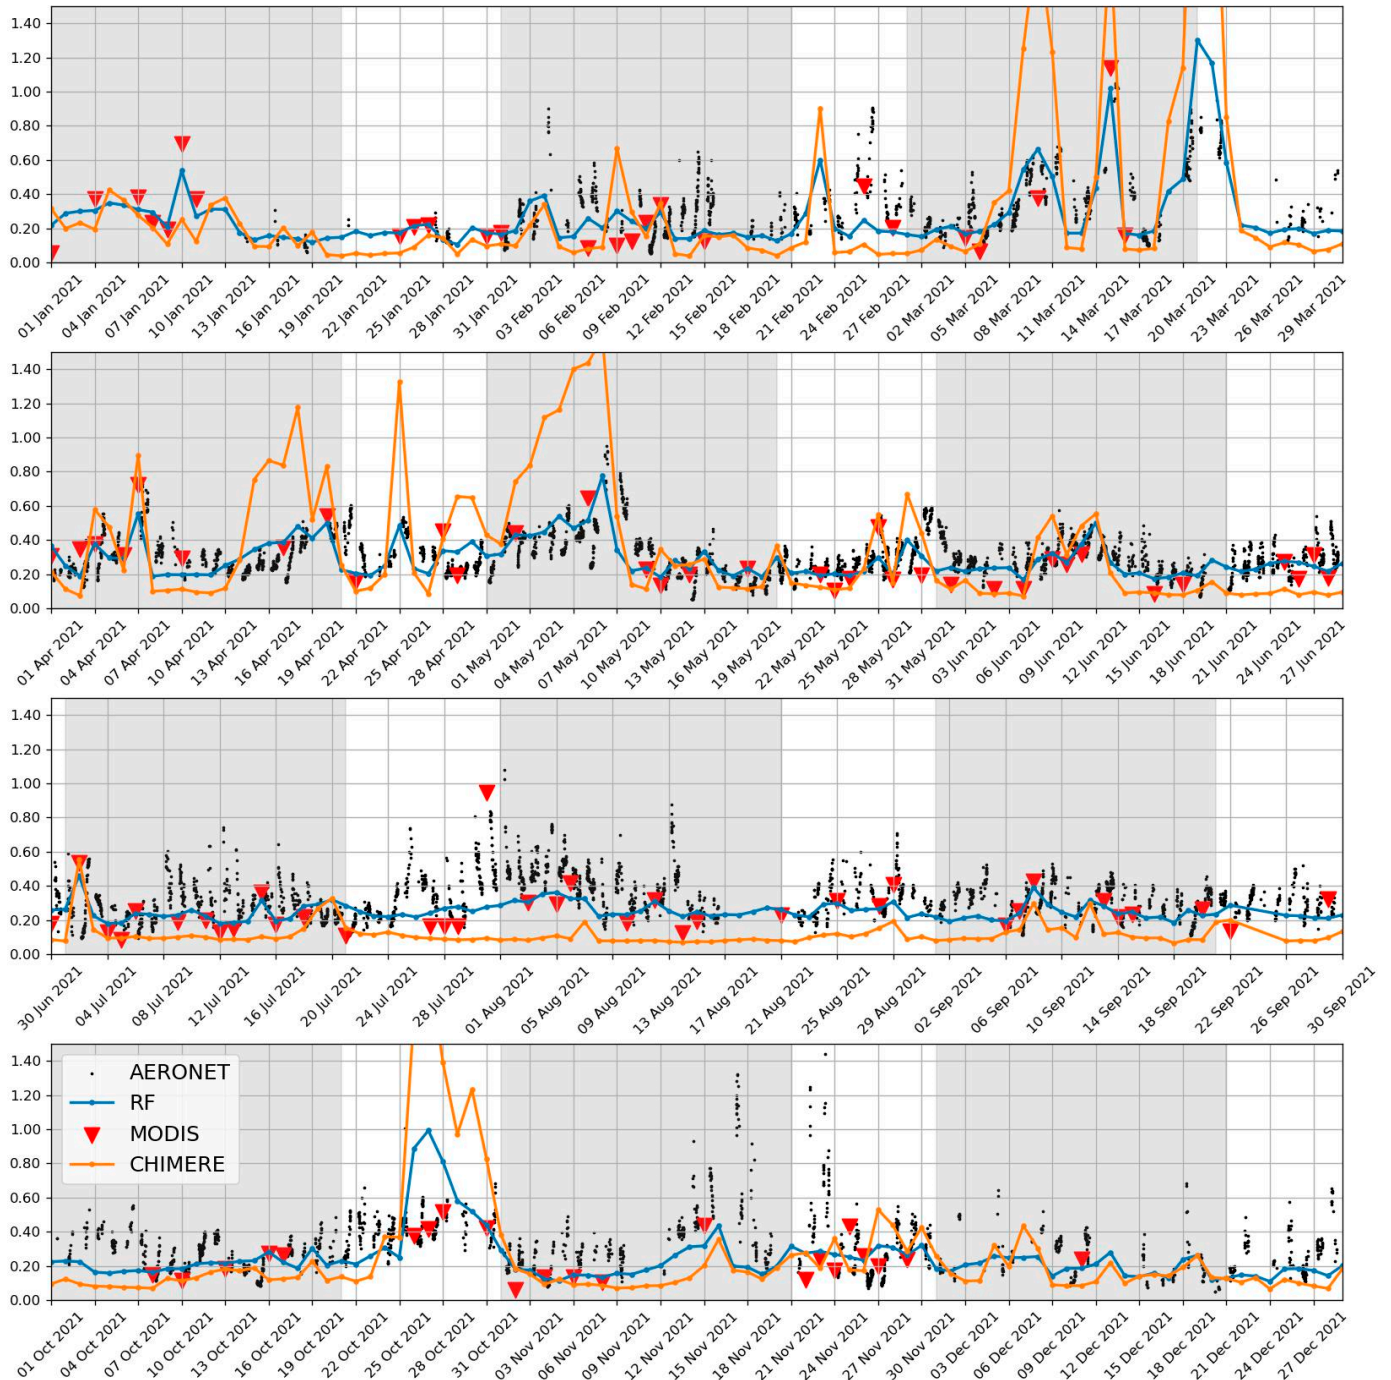 1.40
1.20
1.00
0.80
0.60
0.40
0.20
0.00
01 Jan 2021
04 Jan 2021
07 Jan 2021
10 Jan 2021
13 Jan 2021
16 Jan 2021
19 Jan 2021
22 Jan 2021
25 Jan 2021
28 Jan 2021
31 Jan 2021
03 Feb 2021
06 Feb 2021
09 Feb 2021
12 Feb 2021
15 Feb 2021
18 Feb 2021
21 Feb 2021
24 Feb 2021
27 Feb 2021
02 Mar 2021
05 Mar 2021
08 Mar 2021
11 Mar 2021
14 Mar 2021
17 Mar 2021
20 Mar 2021
23 Mar 2021
26 Mar 2021
29 Mar 2021
1.40
1.20
1.00
0.80
0.60
0.40
0.20
0.00
01 Apr 2021
04 Apr 2021
07 Apr 2021
10 Apr 2021
13 Apr 2021
16 Apr 2021
19 Apr 2021
22 Apr 2021
25 Apr 2021
28 Apr 2021
01 May 2021
04 May 2021
07 May 2021
10 May 2021
13 May 2021
16 May 2021
19 May 2021
22 May 2021
25 May 2021
28 May 2021
31 May 2021
03 Jun 2021
06 Jun 2021
09 Jun 2021
12 Jun 2021
15 Jun 2021
18 Jun 2021
21 Jun 2021
24 Jun 2021
27 Jun 2021
1.40
1.20
1.00
0.80
0.60
0.40
0.20
0.00
30 Jun 2021
04 Jul 2021
08 Jul 2021
12 Jul 2021
16 Jul 2021
20 Jul 2021
24 Jul 2021
28 Jul 2021
01 Aug 2021
05 Aug 2021
09 Aug 2021
13 Aug 2021
17 Aug 2021
21 Aug 2021
25 Aug 2021
29 Aug 2021
02 Sep 2021
06 Sep 2021
10 Sep 2021
14 Sep 2021
18 Sep 2021
22 Sep 2021
26 Sep 2021
30 Sep 2021
1.40
1.20
1.00
0.80
0.60
0.40
0.20
0.00
AERONET
RF
MODIS
CHIMERE
01 Oct 2021
04 Oct 2021
07 Oct 2021
10 Oct 2021
13 Oct 2021
16 Oct 2021
19 Oct 2021
22 Oct 2021
25 Oct 2021
28 Oct 2021
31 Oct 2021
03 Nov 2021
06 Nov 2021
09 Nov 2021
12 Nov 2021
15 Nov 2021
18 Nov 2021
21 Nov 2021
24 Nov 2021
27 Nov 2021
30 Nov 2021
03 Dec 2021
06 Dec 2021
09 Dec 2021
12 Dec 2021
15 Dec 2021
18 Dec 2021
21 Dec 2021
24 Dec 2021
27 Dec 2021